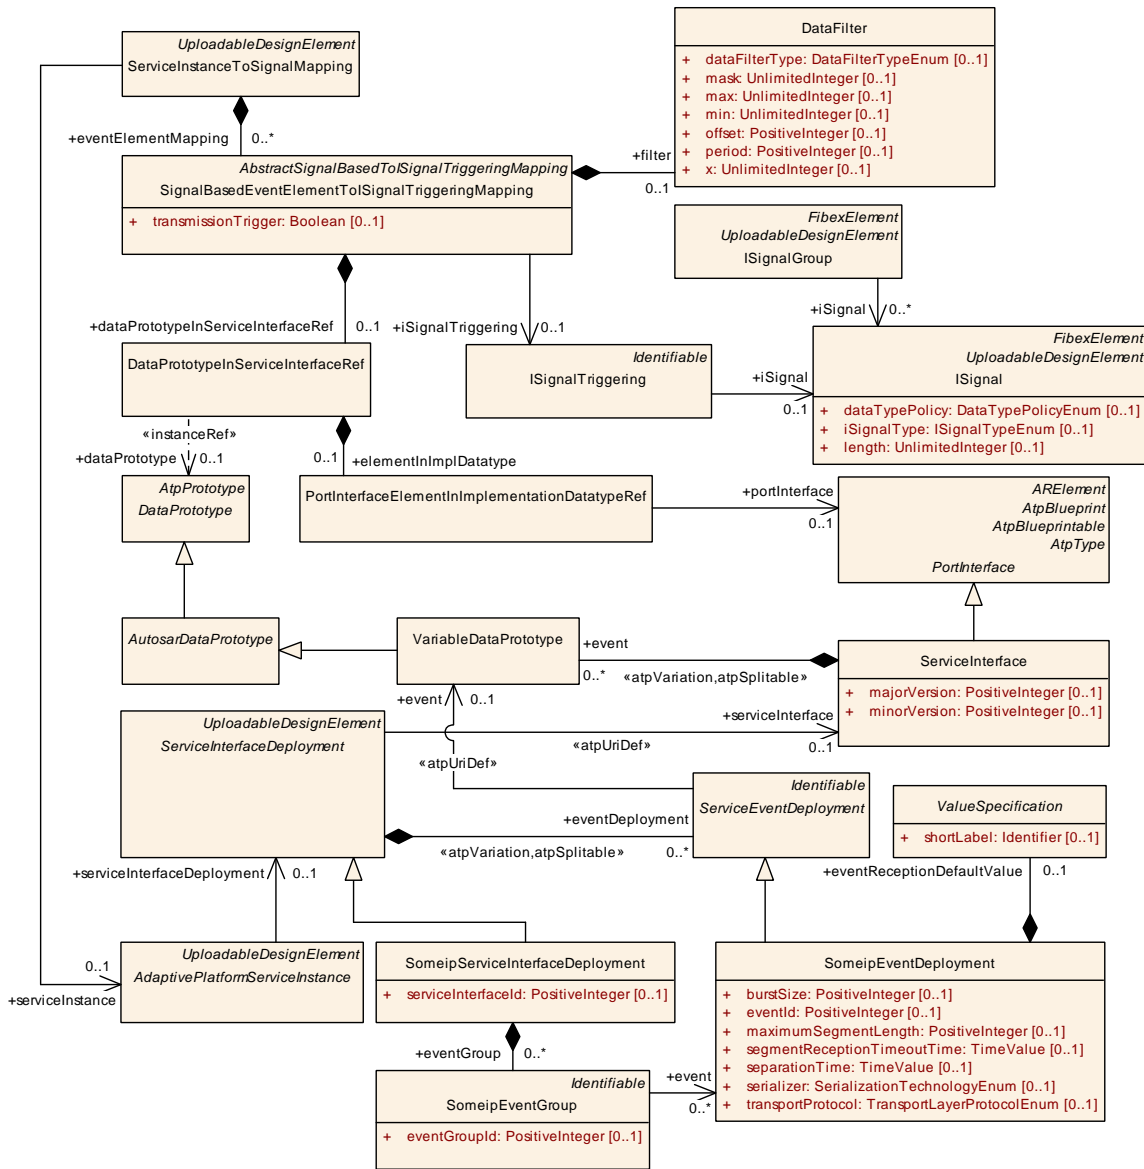 UploadableDesignElement
ServiceInstanceToSignalMapping
DataFilter
+ dataFilterType: DataFilterTypeEnum [0..1]
+ mask: UnlimitedInteger [0..1]
+ max: UnlimitedInteger [0..1]
+ min: UnlimitedInteger [0..1]
+ offset: PositiveInteger [0..1]
+ period: PositiveInteger [0..1]
+ x: UnlimitedInteger [0..1]
+eventElementMapping 0..*
+filter
0..1
AbstractSignalBasedToISignalTriggeringMapping
SignalBasedEventElementToISignalTriggeringMapping
+ transmissionTrigger: Boolean [0..1]
FibexElement
UploadableDesignElement
ISignalGroup
+dataPrototypeInServiceInterfaceRef 0..1
+iSignalTriggering 0..1
+iSignal 0..*
DataPrototypeInServiceInterfaceRef
Identifiable
ISignalTriggering
+iSignal
0..1
FibexElement
UploadableDesignElement
ISignal
+ dataTypePolicy: DataTypePolicyEnum [0..1]
+ iSignalType: ISignalTypeEnum [0..1]
+ length: UnlimitedInteger [0..1]
«instanceRef»
+dataPrototype 0..1
0..1 +elementInImplDatatype
AtpPrototype
DataPrototype
PortInterfaceElementInImplementationDatatypeRef
+portInterface
0..1
ARElement
AtpBlueprint
AtpBlueprintable
AtpType
PortInterface
AutosarDataPrototype
VariableDataPrototype
+event
0..*
«atpVariation,atpSplitable»
ServiceInterface
+ majorVersion: PositiveInteger [0..1]
+ minorVersion: PositiveInteger [0..1]
+event 0..1
UploadableDesignElement
ServiceInterfaceDeployment
+serviceInterface
0..1
«atpUriDef»
«atpUriDef»
Identifiable
ServiceEventDeployment
ValueSpecification
+ shortLabel: Identifier [0..1]
+eventDeployment
0..*
«atpVariation,atpSplitable»
+serviceInterfaceDeployment 0..1
+eventReceptionDefaultValue 0..1
UploadableDesignElement
AdaptivePlatformServiceInstance
0..1
+serviceInstance
SomeipServiceInterfaceDeployment
+ serviceInterfaceId: PositiveInteger [0..1]
SomeipEventDeployment
+ burstSize: PositiveInteger [0..1]
+ eventId: PositiveInteger [0..1]
+ maximumSegmentLength: PositiveInteger [0..1]
+ segmentReceptionTimeoutTime: TimeValue [0..1]
+ separationTime: TimeValue [0..1]
+ serializer: SerializationTechnologyEnum [0..1]
+ transportProtocol: TransportLayerProtocolEnum [0..1]
+eventGroup 0..*
Identifiable
SomeipEventGroup
+ eventGroupId: PositiveInteger [0..1]
+event
0..*